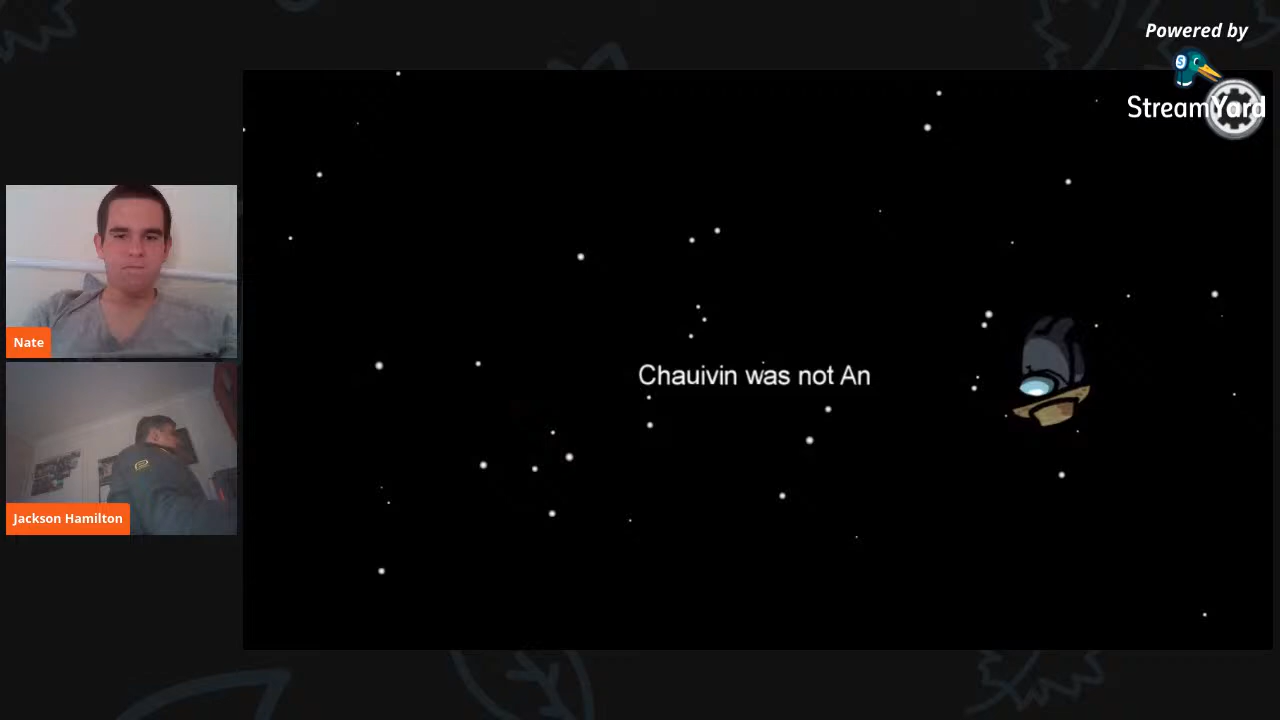 Powered by
StreamYard
Nate
Chauivin was not An
Jackson Hamilton